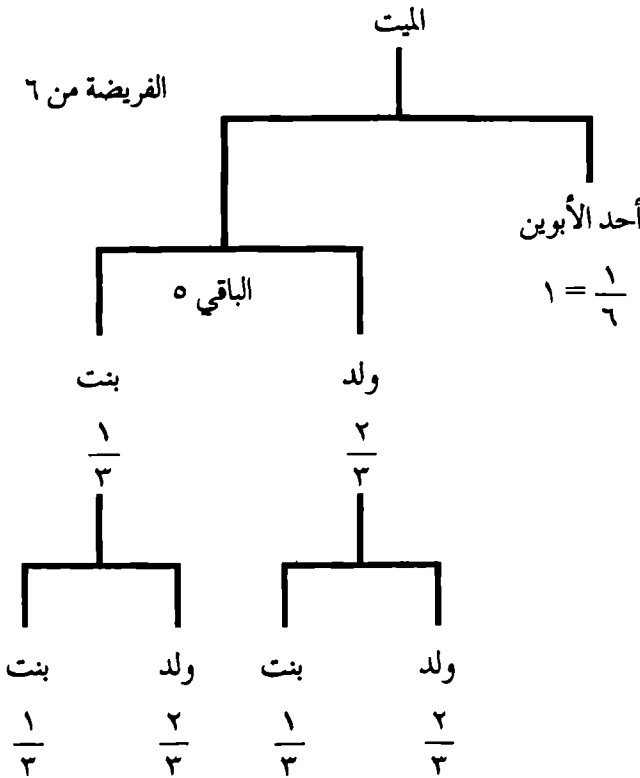 الميت
الفريضة من ٦
أحد الأبوين
١/٦ = ١
الباقي ٥
ولد
٢/٣
بنت
١/٣
ولد
٢/٣
بنت
١/٣
ولد
٢/٣
بنت
١/٣